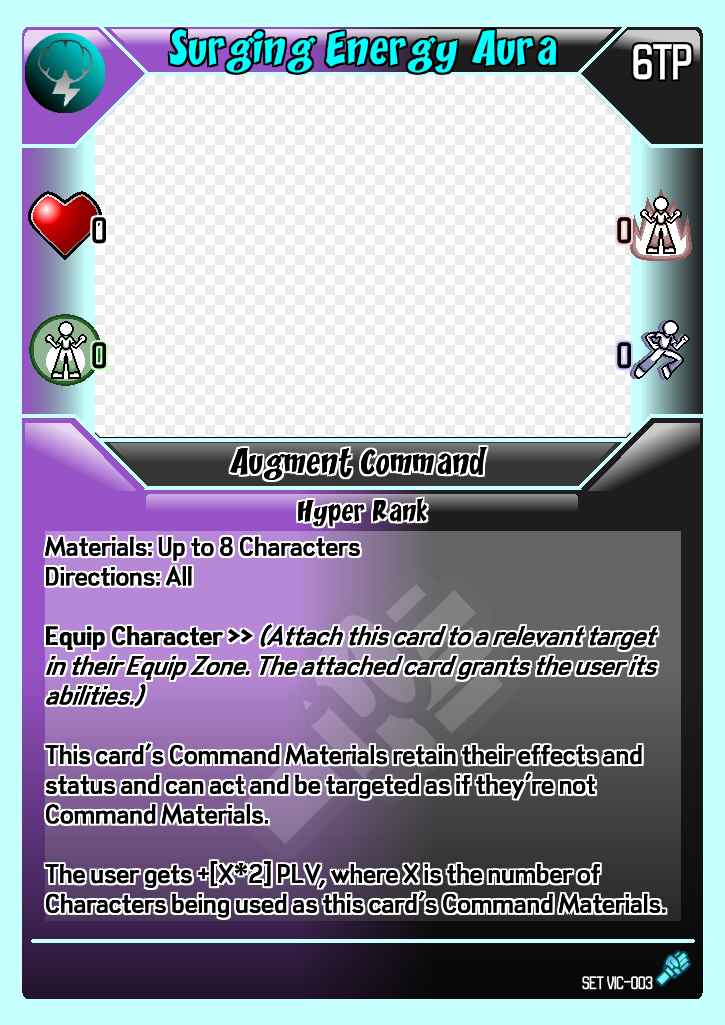 Surging Energy Aura
6TP
0
0
0
0
Augment Command
Hyper Rank
Materials: Up to 8 Characters
Directions: All
Equip Character >> (Attach this card to a relevant target
in their Equip Zone. The attached card grants the user its
abilities.)
This card's Command Materials retain their effects and
status and can act and be targeted as if they're not
Command Materials.
The user gets +[X*2] PLV, where X is the number of
Characters being used as this card's Command Materials.
SET VIC-003